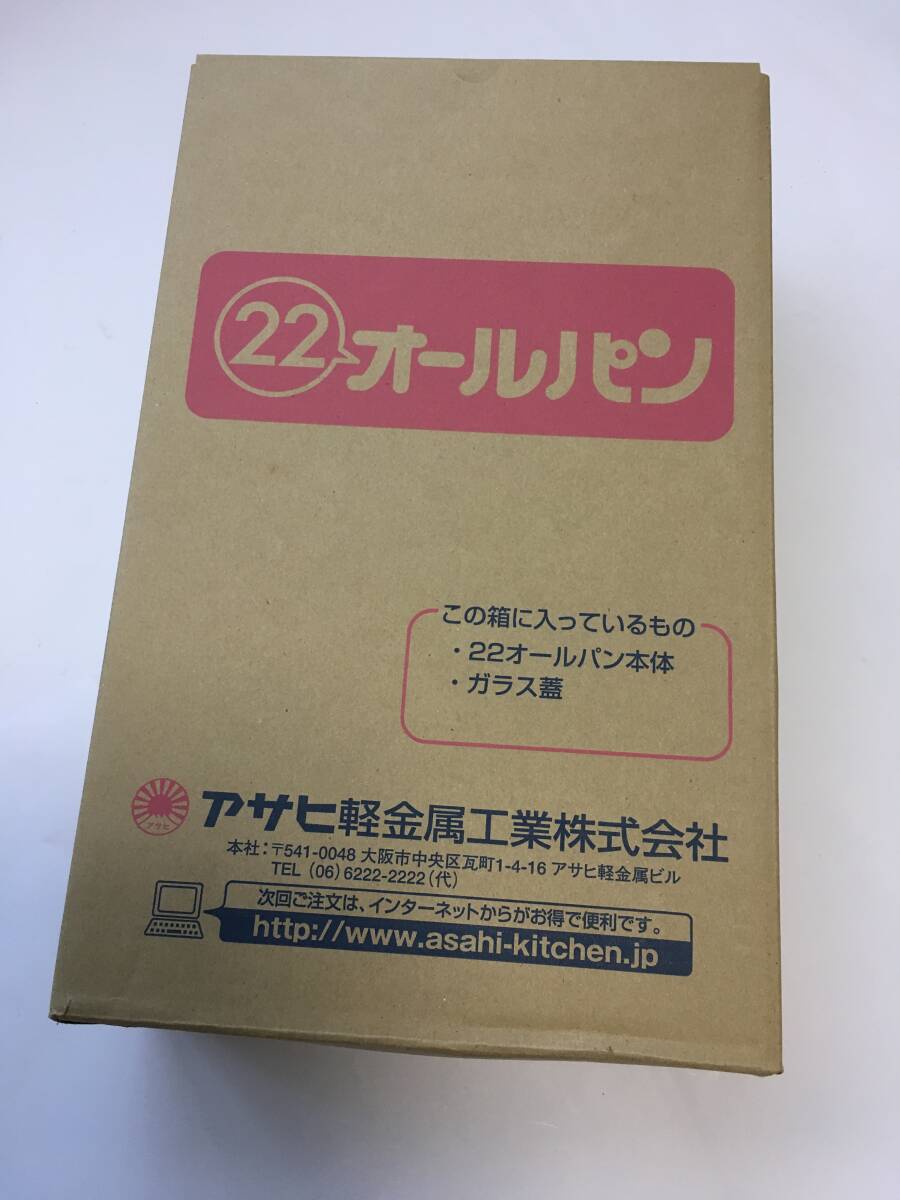 22 オールパン
この箱に入っているもの
・22オールパン本体
・ガラス蓋
アサヒ
アサヒ軽金属工業株式会社
本社:〒541-0048 大阪市中央区瓦町1-4-16 アサヒ軽金属ビル
TEL (06) 6222-2222 (代)
次回ご注文は、インターネットからがお得で便利です。
http://www.asahi-kitchen.jp